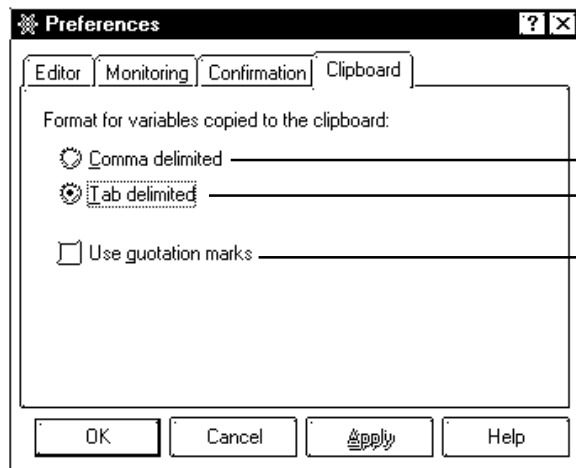 Preferences ? X
Editor Monitoring Confirmation Clipboard
Format for variables copied to the clipboard:
Comma delimited
Tab delimited
Use quotation marks
OK Cancel Apply Help